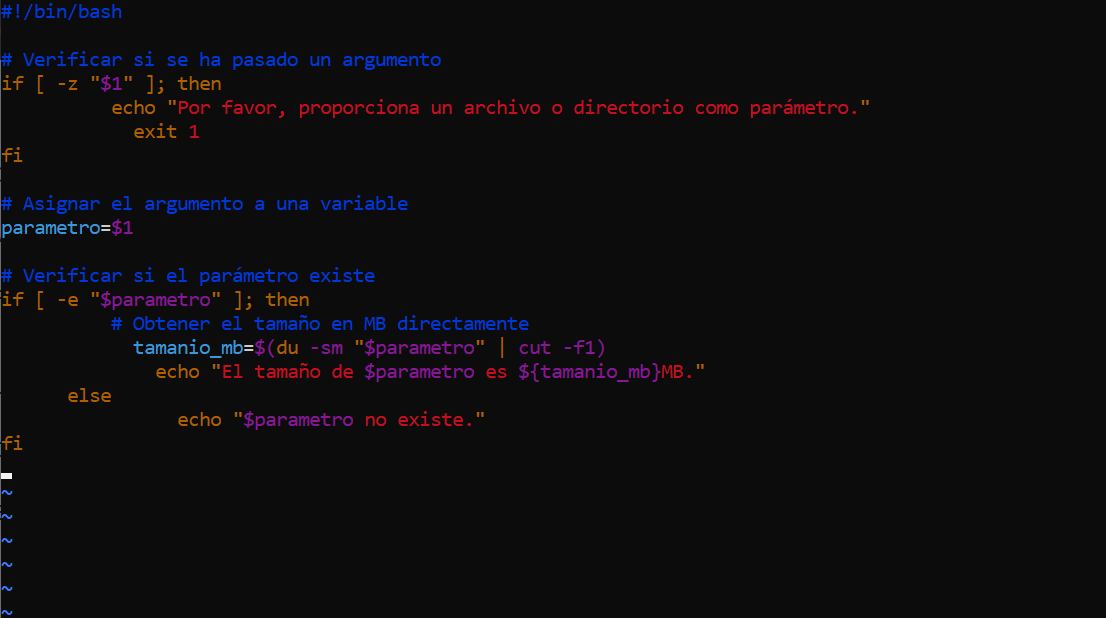 #!/bin/bash
# Verificar si se ha pasado un argumento
if [ -z "$1" ]; then
echo "Por favor, proporciona un archivo o directorio como parámetro."
exit 1
fi
# Asignar el argumento a una variable
parametro=$1
# Verificar si el parámetro existe
if [ -e "$parametro" ]; then
# Obtener el tamaño en MB directamente
tamanio_mb=$(du -sm "$parametro" | cut -f1)
echo "El tamaño de $parametro es ${tamanio_mb}MB."
else
echo "$parametro no existe."
fi
~
~
~
~
~
~